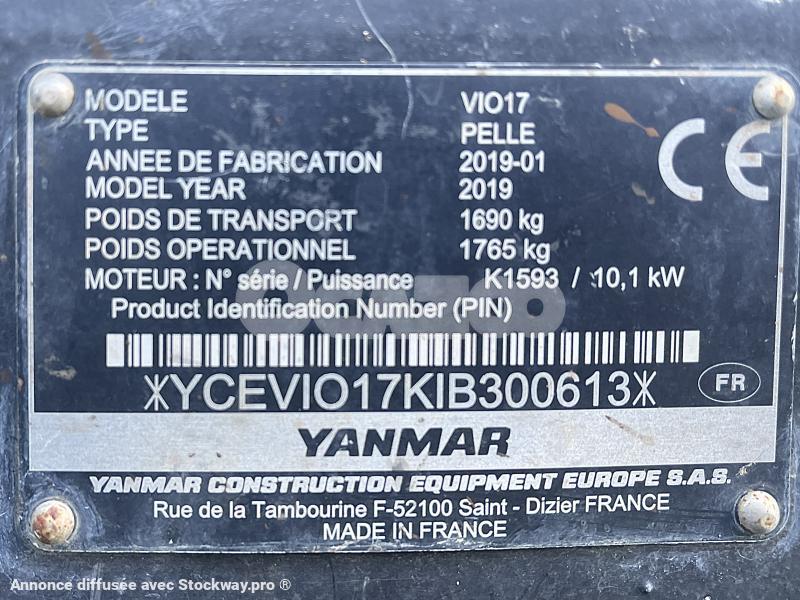 MODELE VIO17
TYPE PELLE
ANNEE DE FABRICATION 2019-01
MODEL YEAR 2019
POIDS DE TRANSPORT 1690 kg
POIDS OPERATIONNEL 1765 kg
MOTEUR : N° série / Puissance K1593 / 10,1 kW
Product Identification Number (PIN)
*YCEVIO17KIB300613*
FR
YANMAR
YANMAR CONSTRUCTION EQUIPMENT EUROPE S.A.S.
Rue de la Tambourine F-52100 Saint - Dizier FRANCE
MADE IN FRANCE
CE
Annonce diffusée avec Stockway.pro ®